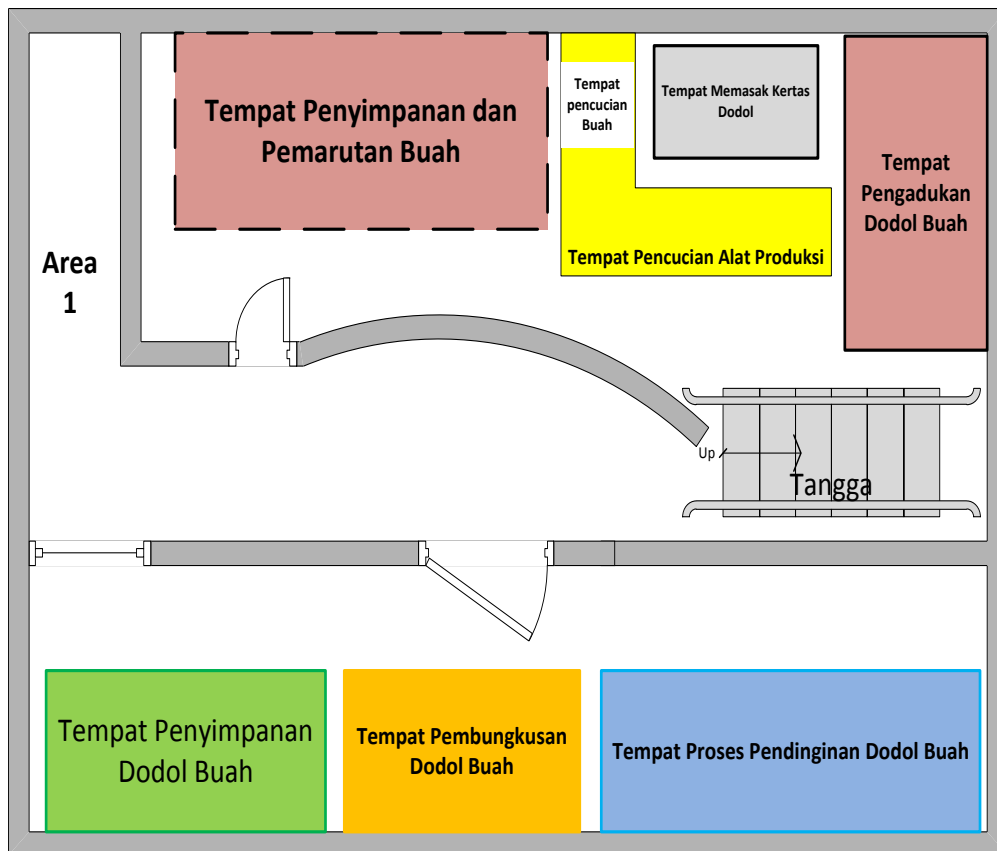 Tempat Penyimpanan dan
Pemarutan Buah
Tempat
pencucian
Buah
Tempat Memasak Kertas
Dodol
Tempat
Pengadukan
Dodol Buah
Tempat Pencucian Alat Produksi
Area
1
Up
Tangga
Tempat Penyimpanan
Dodol Buah
Tempat Pembungkusan
Dodol Buah
Tempat Proses Pendinginan Dodol Buah